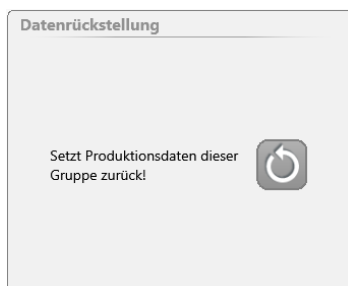 Datenrückstellung
Setzt Produktionsdaten dieser
Gruppe zurück!